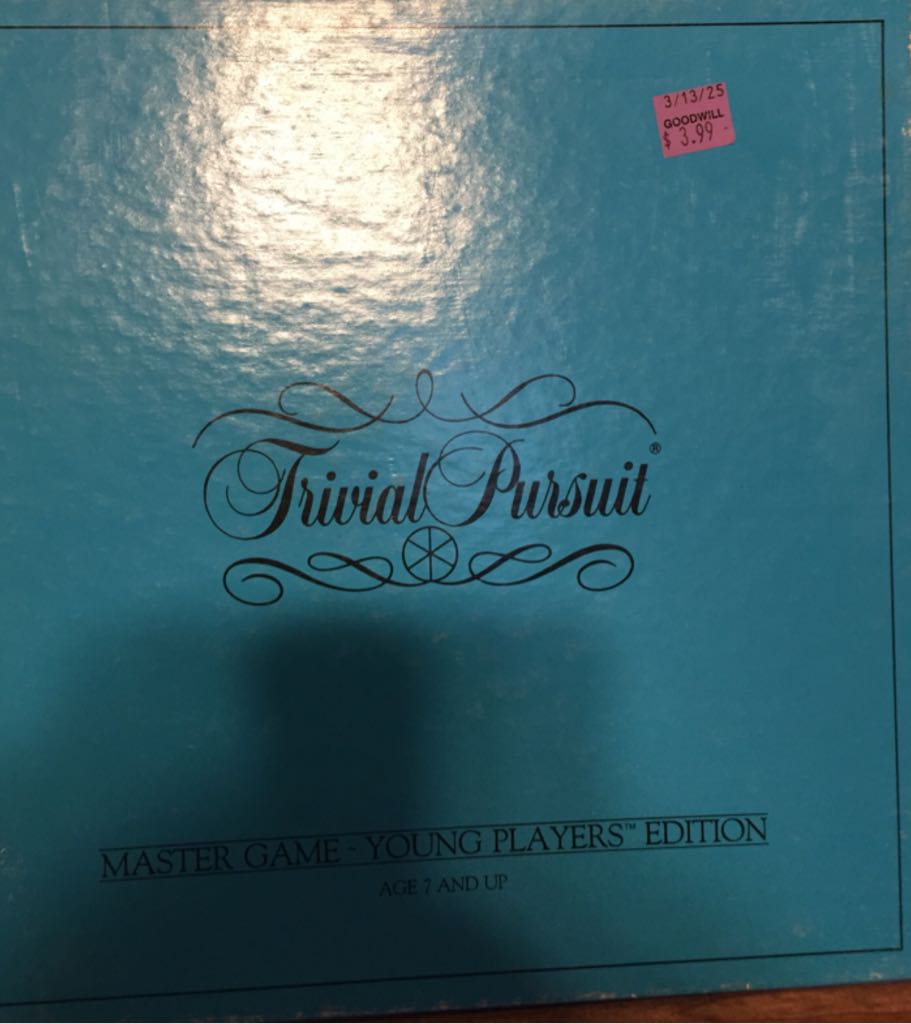 3/13/25
GOODWILL
$ 3.99
Trivial Pursuit®
MASTER GAME - YOUNG PLAYERS™ EDITION
AGE 7 AND UP